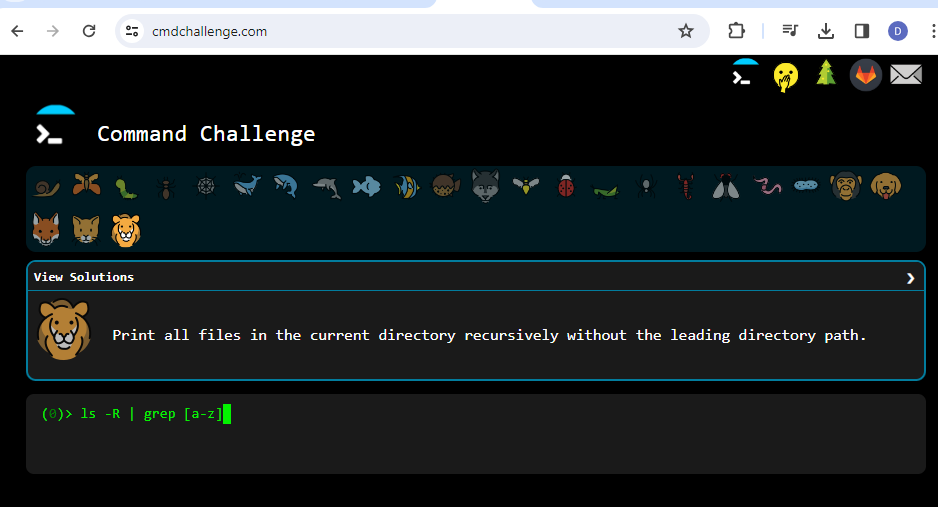 cmdchallenge.com
D
Command Challenge
View Solutions
Print all files in the current directory recursively without the leading directory path.
(0)> ls -R | grep [a-z]